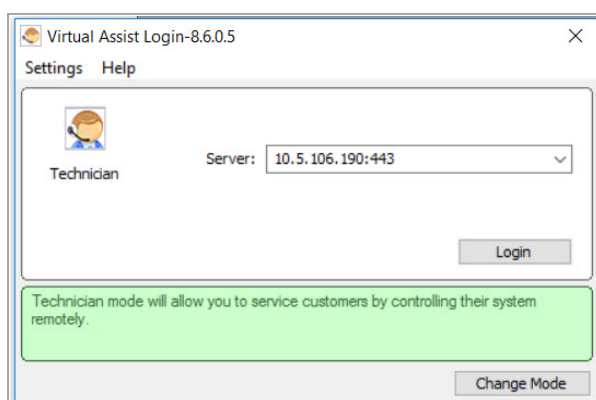 Virtual Assist Login-8.6.0.5
Settings Help
Technician
Server: 10.5.106.190:443
Login
Technician mode will allow you to service customers by controlling their system
remotely.
Change Mode